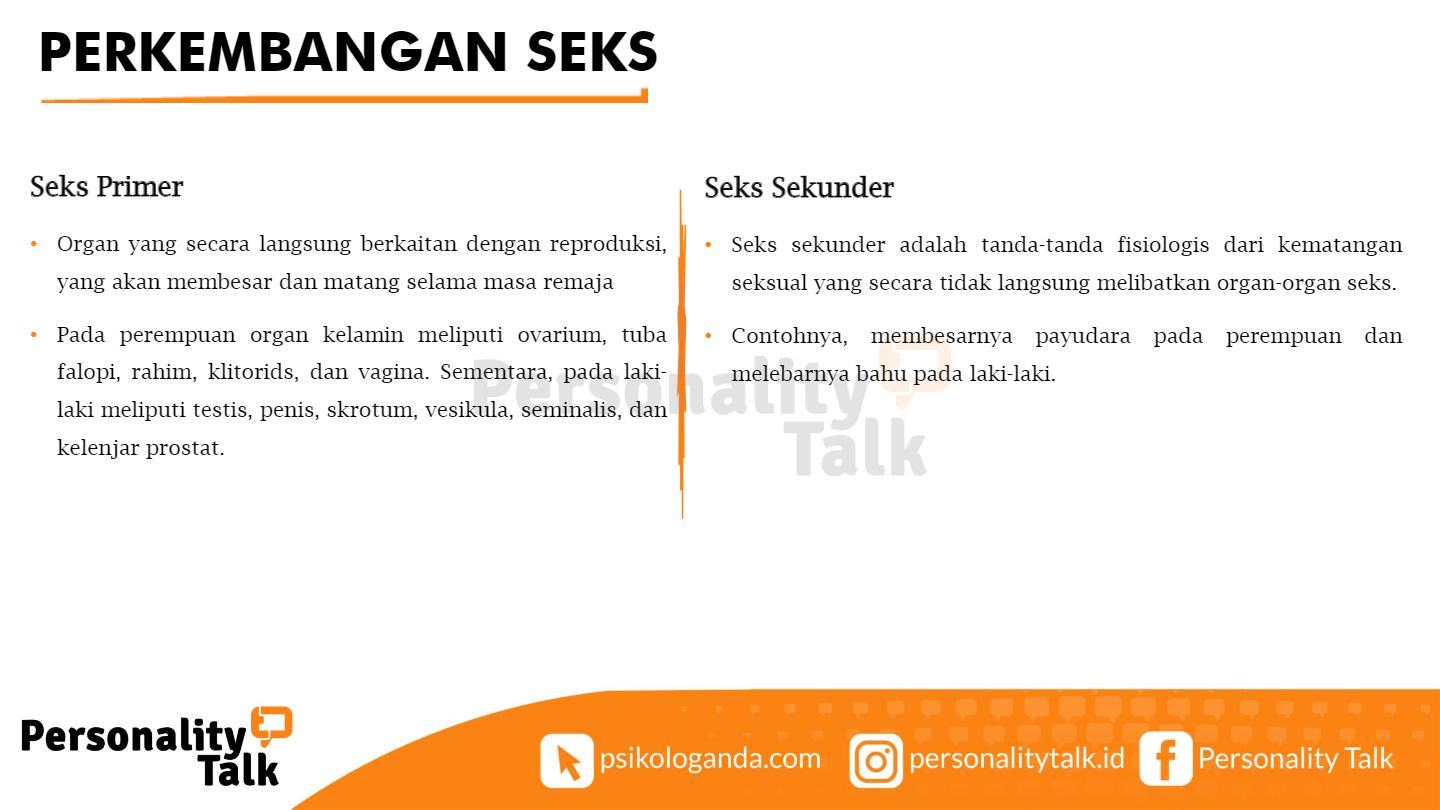 PERKEMBANGAN SEKS
Seks Primer
• Organ yang secara langsung berkaitan dengan reproduksi,
yang akan membesar dan matang selama masa remaja
• Pada perempuan organ kelamin meliputi ovarium, tuba
falopi, rahim, klitorids, dan vagina. Sementara, pada laki-
laki meliputi testis, penis, skrotum, vesikula, seminalis, dan
kelenjar prostat.
Seks Sekunder
• Seks sekunder adalah tanda-tanda fisiologis dari kematangan
seksual yang secara tidak langsung melibatkan organ-organ seks.
• Contohnya, membesarnya payudara pada perempuan dan
melebarnya bahu pada laki-laki.
Personality
Talk
Personality
Talk
psikologanda.com
personalitytalk.id
Personality Talk